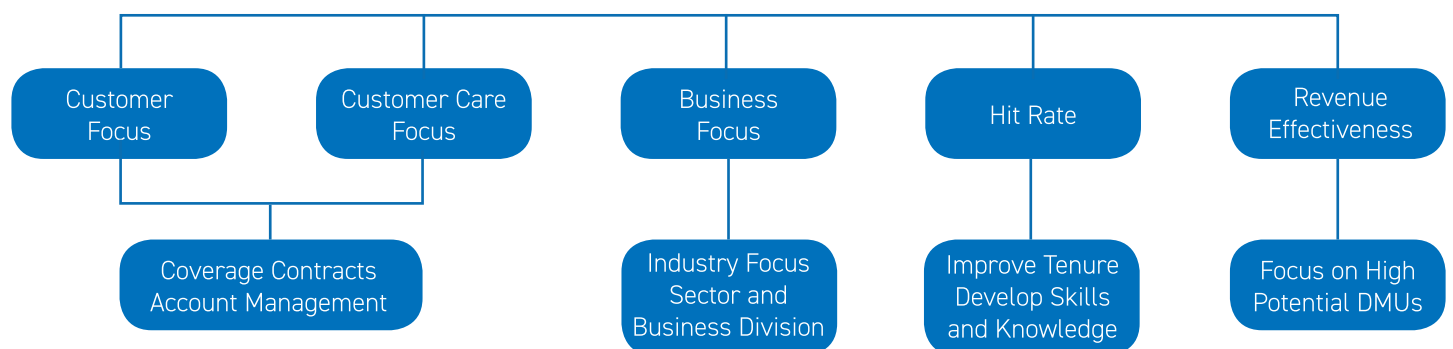 Customer
Focus
Customer Care
Focus
Business
Focus
Hit Rate
Revenue
Effectiveness
Coverage Contracts
Account Management
Industry Focus
Sector and
Business Division
Improve Tenure
Develop Skills
and Knowledge
Focus on High
Potential DMUs